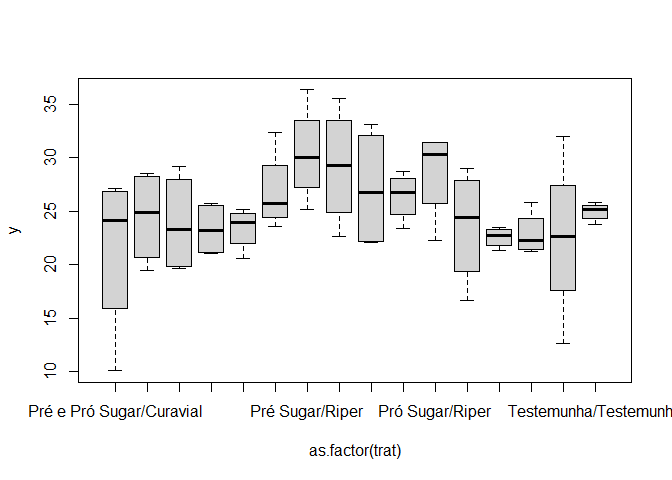 35
30
25
20
15
10
y
Pré e Pró Sugar/Curavial Pré Sugar/Riper Pró Sugar/Riper Testemunha/Testemunh
as.factor(trat)